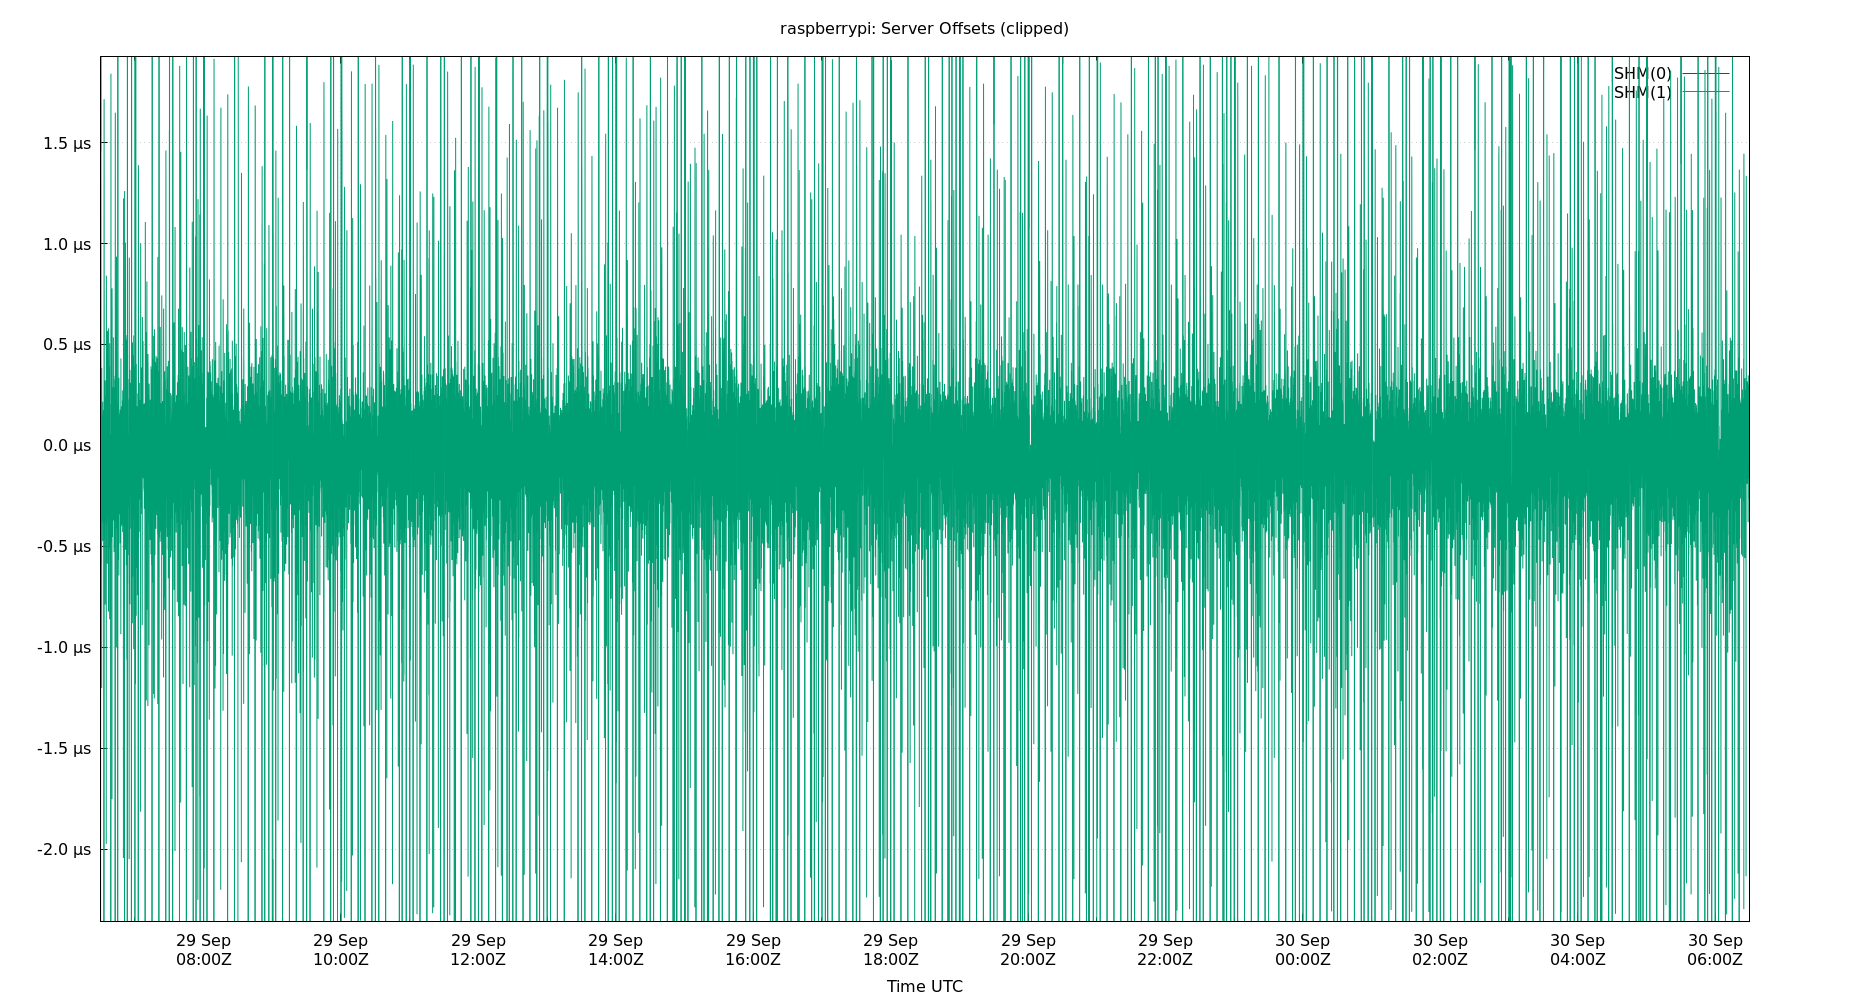 raspberrypi: Server Offsets (clipped)
SHM(0)
SHM(1)
1.5 µs
1.0 µs
0.5 µs
0.0 µs
-0.5 µs
-1.0 µs
-1.5 µs
-2.0 µs
29 Sep 29 Sep 29 Sep 29 Sep 29 Sep 29 Sep 29 Sep 29 Sep 30 Sep 30 Sep 30 Sep 30 Sep
08:00Z 10:00Z 12:00Z 14:00Z 16:00Z 18:00Z 20:00Z 22:00Z 00:00Z 02:00Z 04:00Z 06:00Z
Time UTC